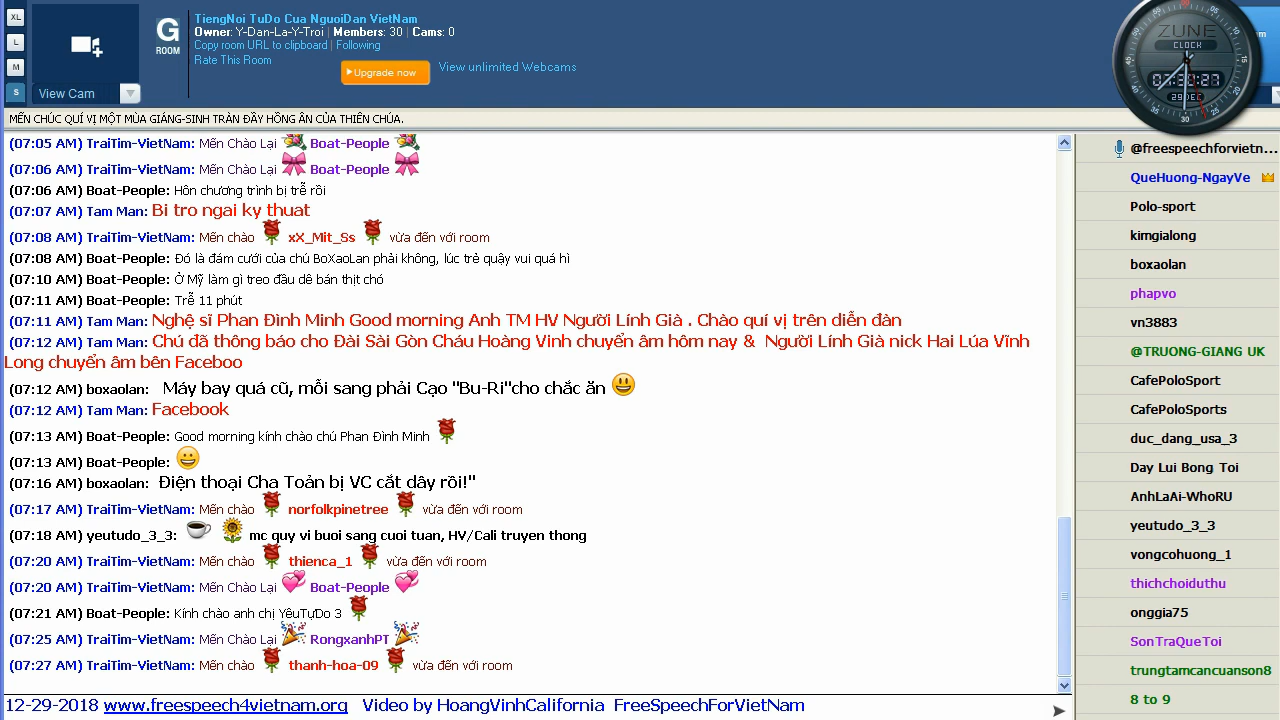 XL
L
M
S
View Cam
G
ROOM
TiengNoi TuDo Cua NguoiDan VietNam
Owner: Y-Dan-La-Y-Troi | Members: 30 | Cams: 0
Copy room URL to clipboard | Following
Rate This Room
Upgrade now
View unlimited Webcams
ZUNE
CLOCK
29DEC
MẾN CHÚC QUÍ VỊ MỘT MÙA GIÁNG-SINH TRÀN ĐẦY HỒNG ÂN CỦA THIÊN CHÚA.
(07:05 AM) TraiTim-VietNam: Mến Chào Lại Boat-People
(07:06 AM) TraiTim-VietNam: Mến Chào Lại Boat-People
(07:06 AM) Boat-People: Hôn chương trình bị trễ rồi
(07:07 AM) Tam Man: Bi tro ngai ky thuat
(07:08 AM) TraiTim-VietNam: Mến chào xX_Mit_Ss vừa đến với room
(07:08 AM) Boat-People: Đó là đám cưới của chú BoXaoLan phải không, lúc trẻ quậy vui quá hì
(07:10 AM) Boat-People: Ở Mỹ làm gì treo đầu dê bán thịt chó
(07:11 AM) Boat-People: Trễ 11 phút
(07:11 AM) Tam Man: Nghệ sĩ Phan Đình Minh Good morning Anh TM HV Người Lính Già . Chào quí vị trên diễn đàn
(07:12 AM) Tam Man: Chú đã thông báo cho Đài Sài Gòn Cháu Hoàng Vinh chuyển âm hôm nay & Người Lính Già nick Hai Lúa Vĩnh
Long chuyển âm bên Faceboo
(07:12 AM) boxaolan: Máy bay quá cũ, mỗi sang phải Cạo "Bu-Ri"cho chắc ăn
(07:12 AM) Tam Man: Facebook
(07:13 AM) Boat-People: Good morning kính chào chú Phan Đình Minh
(07:13 AM) Boat-People:
(07:16 AM) boxaolan: Điện thoại Cha Toản bị VC cắt dây rồi!"
(07:17 AM) TraiTim-VietNam: Mến chào norfolkpinetree vừa đến với room
(07:18 AM) yeutudo_3_3: mc quy vi buoi sang cuoi tuan, HV/Cali truyen thong
(07:20 AM) TraiTim-VietNam: Mến chào thienca_1 vừa đến với room
(07:20 AM) TraiTim-VietNam: Mến Chào Lại Boat-People
(07:21 AM) Boat-People: Kính chào anh chị YêuTựDo 3
(07:25 AM) TraiTim-VietNam: Mến Chào Lại RongxanhPT
(07:27 AM) TraiTim-VietNam: Mến chào thanh-hoa-09 vừa đến với room
@freespeechforvietn...
QueHuong-NgayVe
Polo-sport
kimgialong
boxaolan
phapvo
vn3883
@TRUONG-GIANG UK
CafePoloSport
CafePoloSports
duc_dang_usa_3
Day Lui Bong Toi
AnhLaAi-WhoRU
yeutudo_3_3
vongcohuong_1
thichchoiduthu
onggia75
SonTraQueToi
trungtamcancuanson8
8 to 9
12-29-2018 www.freespeech4vietnam.org Video by HoangVinhCalifornia FreeSpeechForVietNam